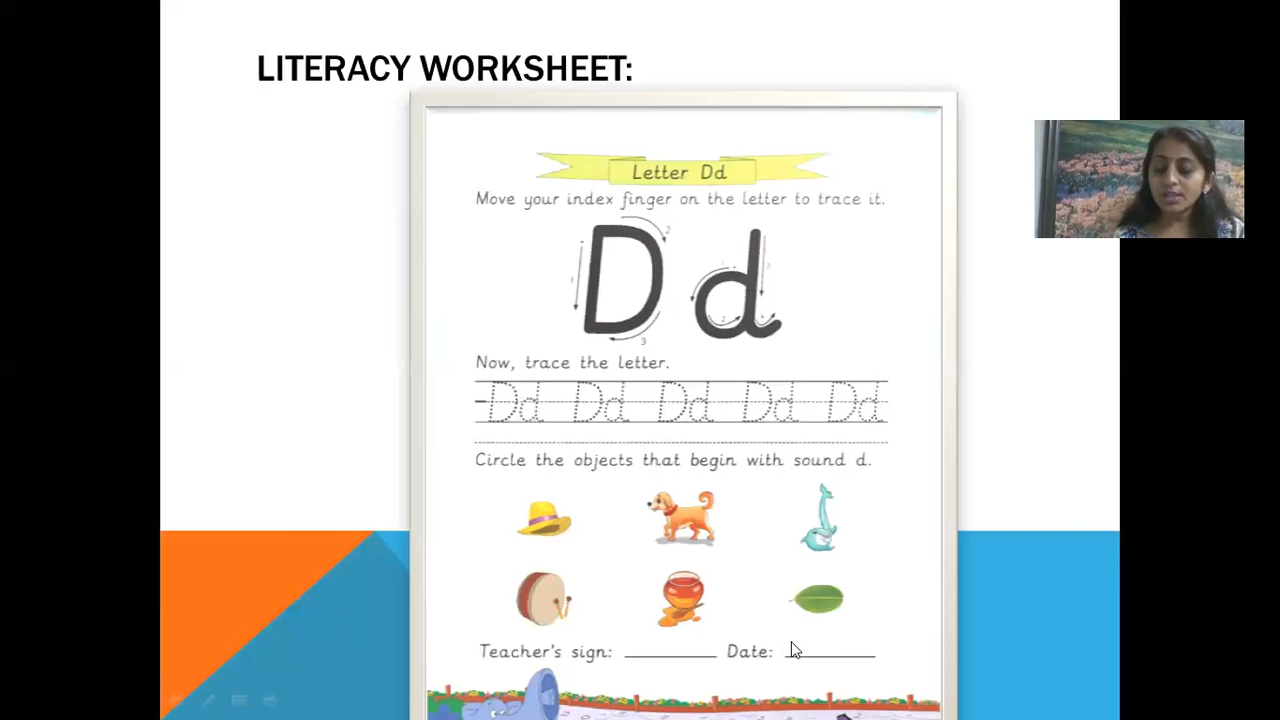 LITERACY WORKSHEET:
Letter Dd
Move your index finger on the letter to trace it.
D d
Now, trace the letter.
Dd Dd Dd Dd Dd
Circle the objects that begin with sound d.
Teacher's sign: Date: